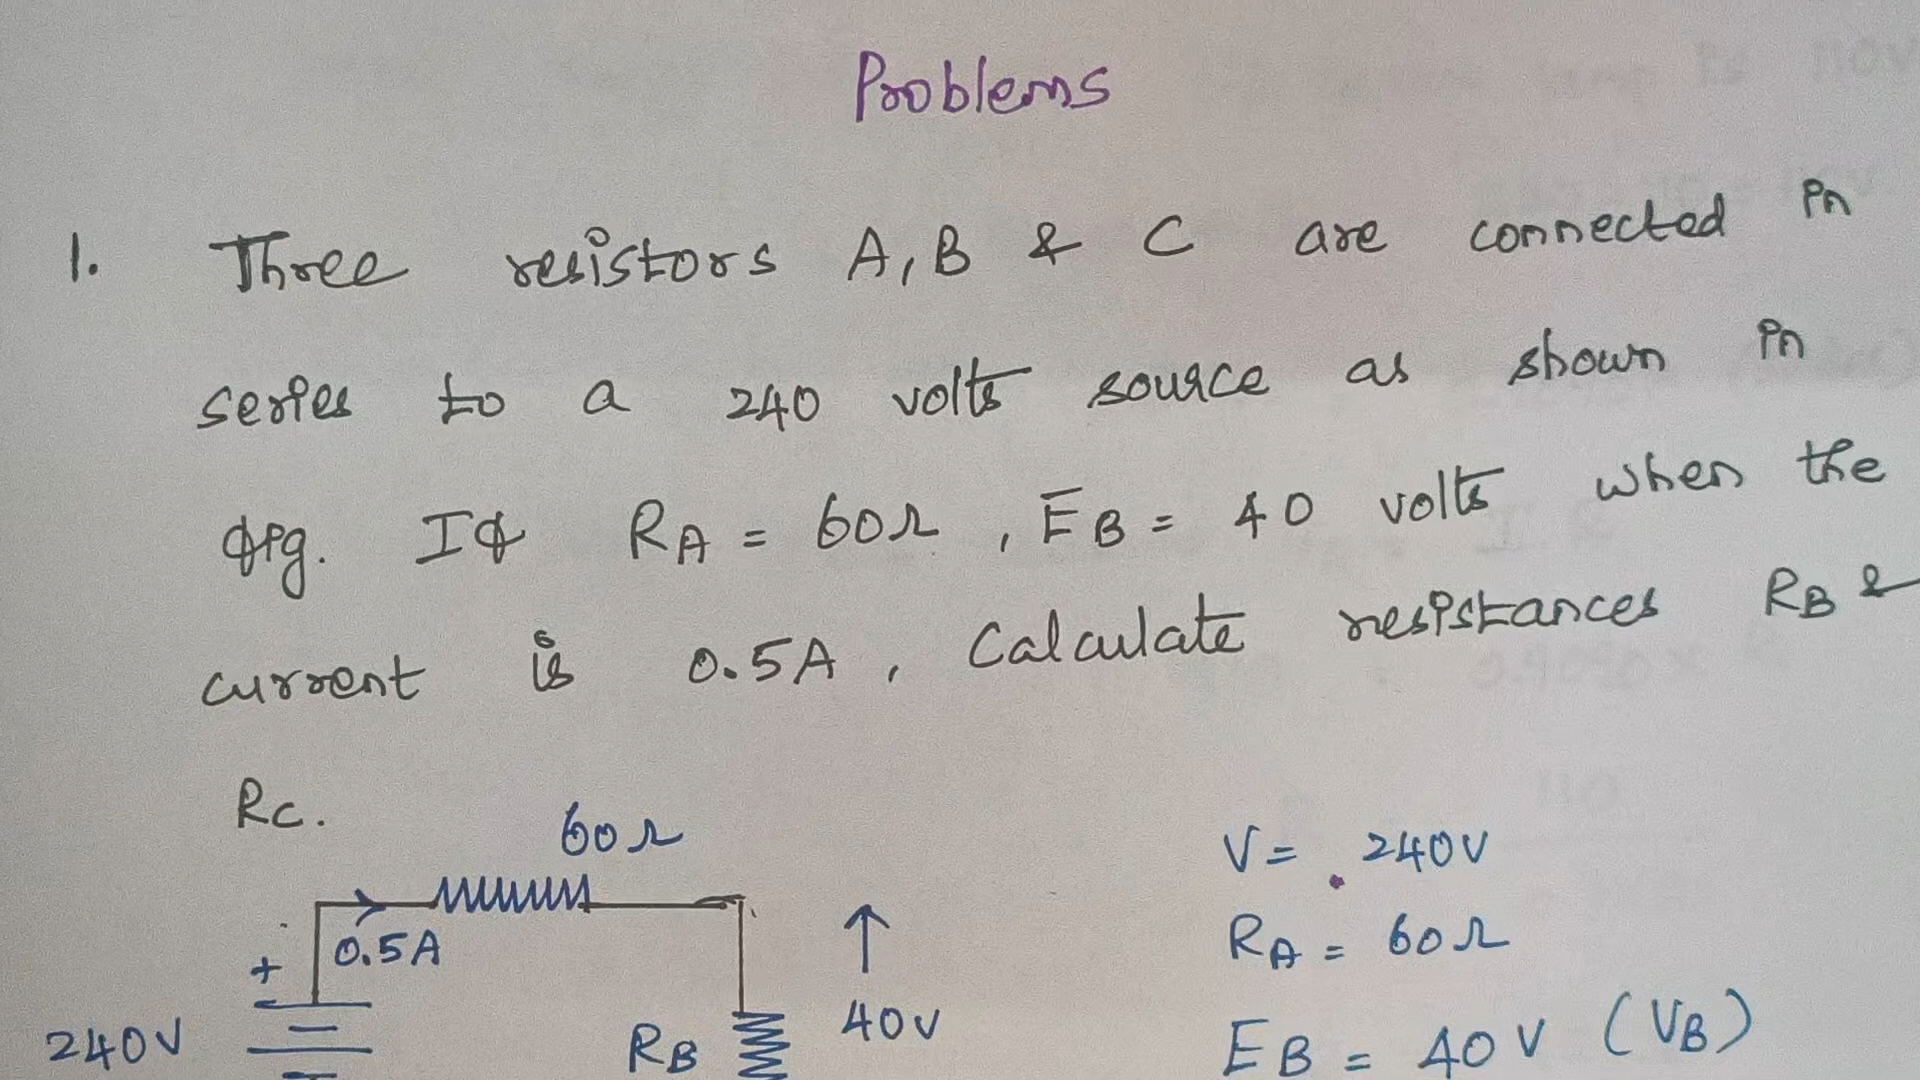 Problems
1. Three resistors A, B & C are connected in
series to a 240 volts source as shown in
fig. If RA = 60Ω, EB = 40 volts when the
current is 0.5A, Calculate resistances RB &
Rc.
60Ω
0.5A
+
240V
RB
40V
V = 240V
RA = 60Ω
EB = 40V (VB)